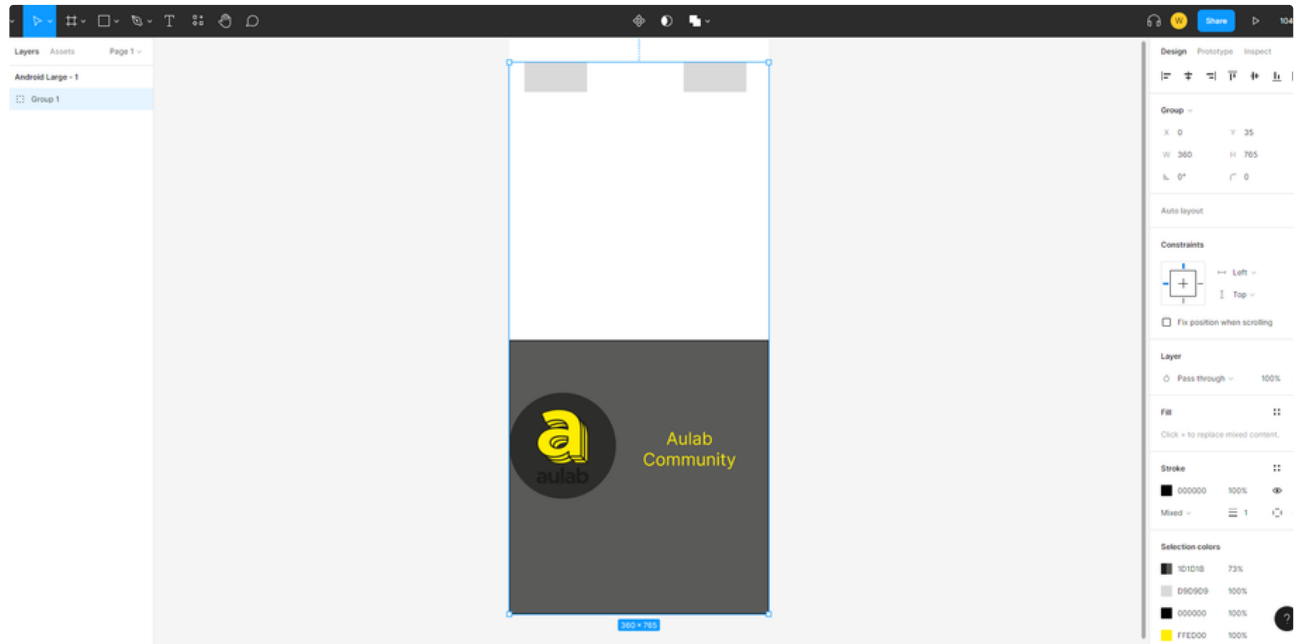 W Share 104
Layers Assets Page 1
Design Prototype Inspect
Android Large - 1
Group 1
Group
X 0 Y 35
W 360 H 765
0° 0
Auto layout
Constraints
Left
Top
Fix position when scrolling
Layer
Pass through 100%
Fill
Click + to replace mixed content.
Stroke
000000 100%
Mixed 1
Selection colors
1D1D1B 73%
D9D9D9 100%
000000 100%
FFED00 100%
?
a
aulab
Aulab
Community
360 × 765